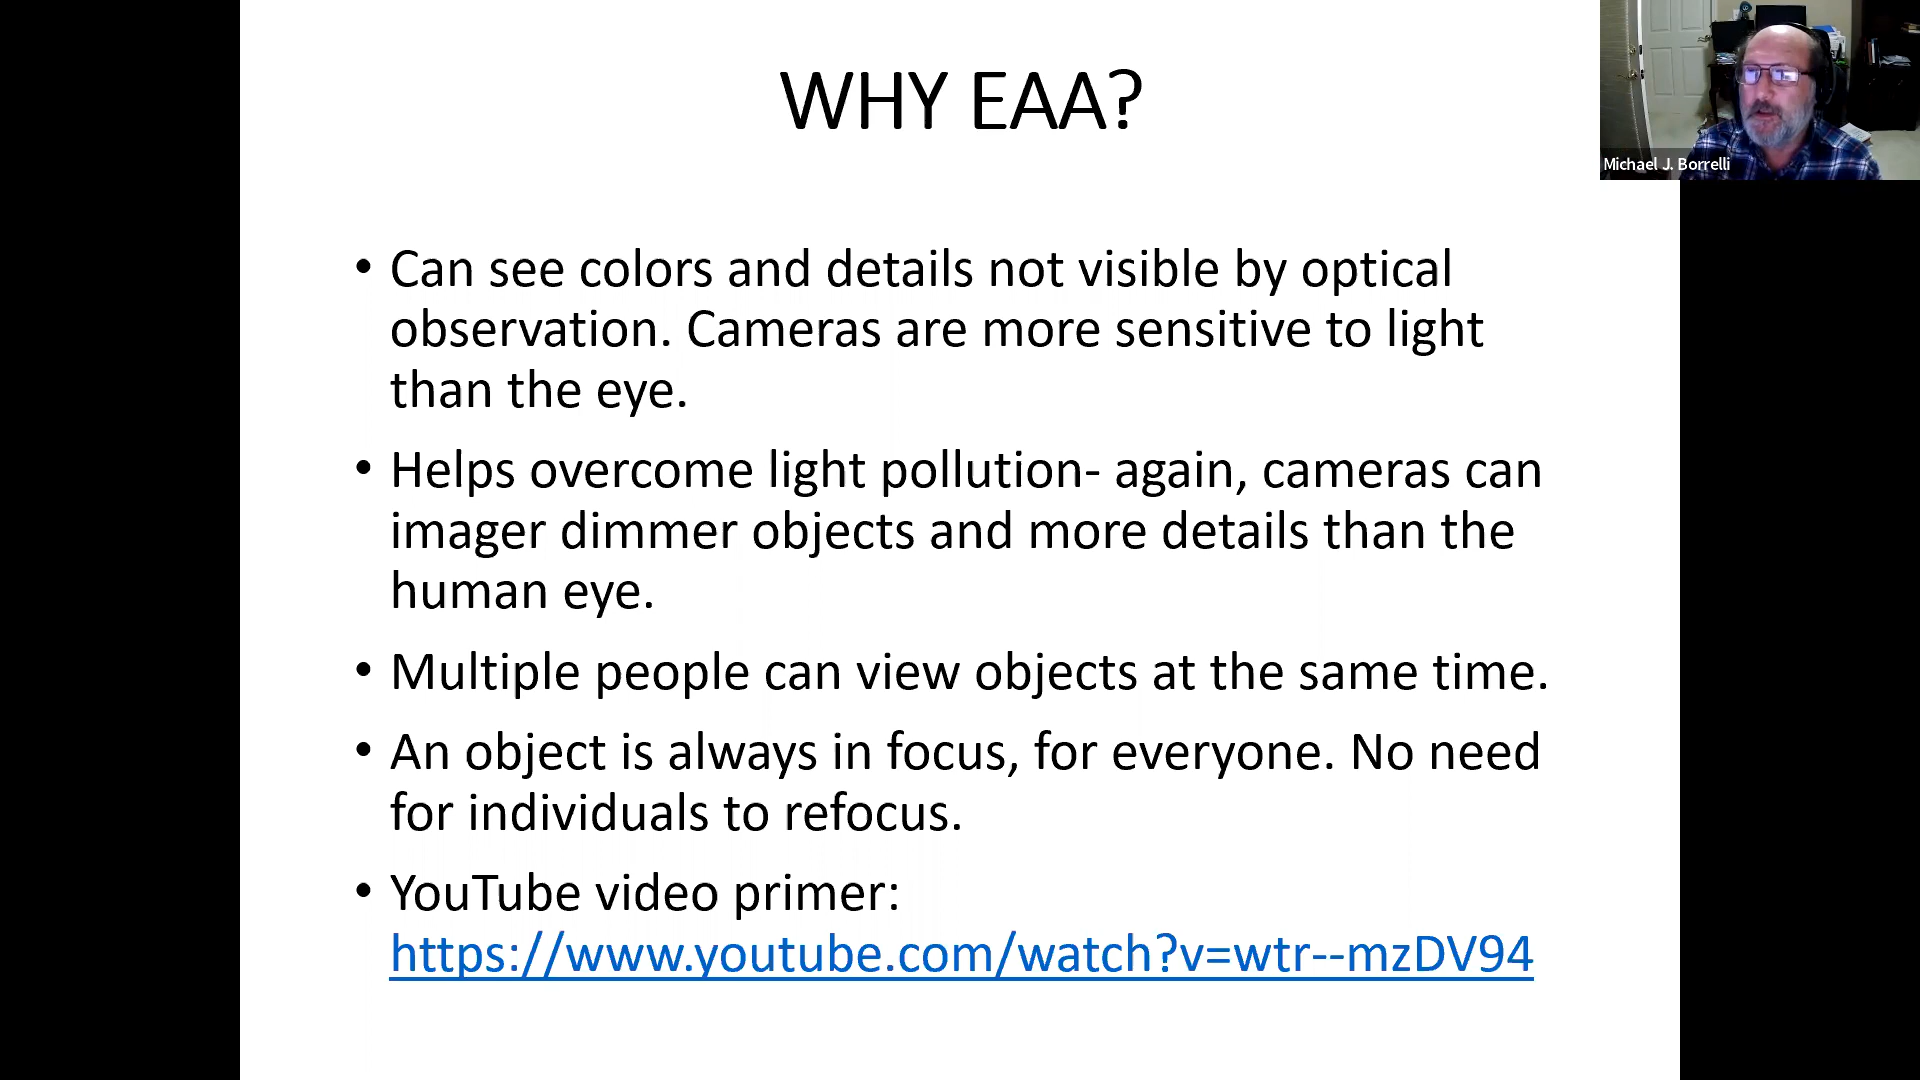 WHY EAA?
Michael J. Borrelli
• Can see colors and details not visible by optical
observation. Cameras are more sensitive to light
than the eye.
• Helps overcome light pollution- again, cameras can
imager dimmer objects and more details than the
human eye.
• Multiple people can view objects at the same time.
• An object is always in focus, for everyone. No need
for individuals to refocus.
• YouTube video primer:
https://www.youtube.com/watch?v=wtr--mzDV94